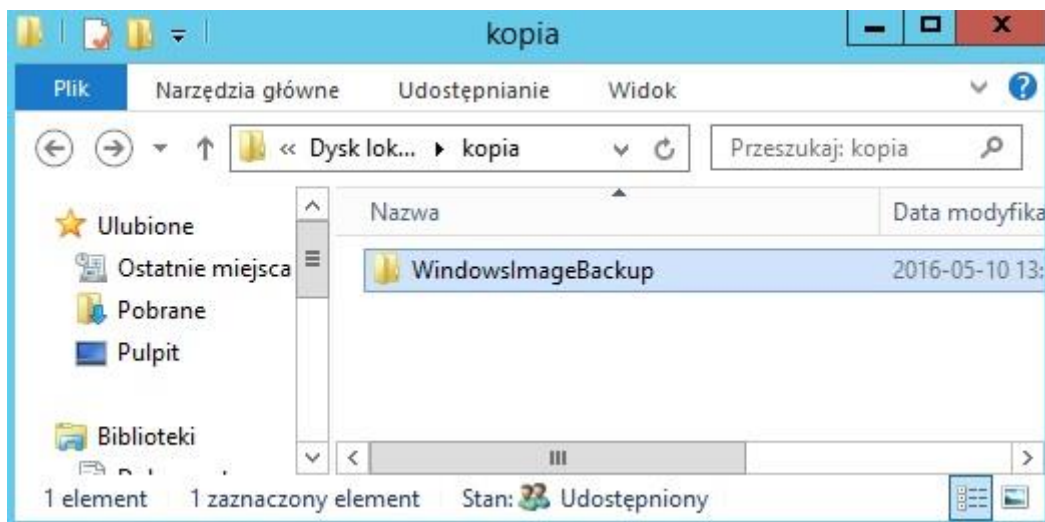 kopia
Plik Narzędzia główne Udostępnianie Widok
« Dysk lok... ▸ kopia Przeszukaj: kopia
Nazwa Data modyfika
Ulubione
WindowsImageBackup 2016-05-10 13:
Ostatnie miejsca
Pobrane
Pulpit
Biblioteki
1 element 1 zaznaczony element Stan: Udostępniony